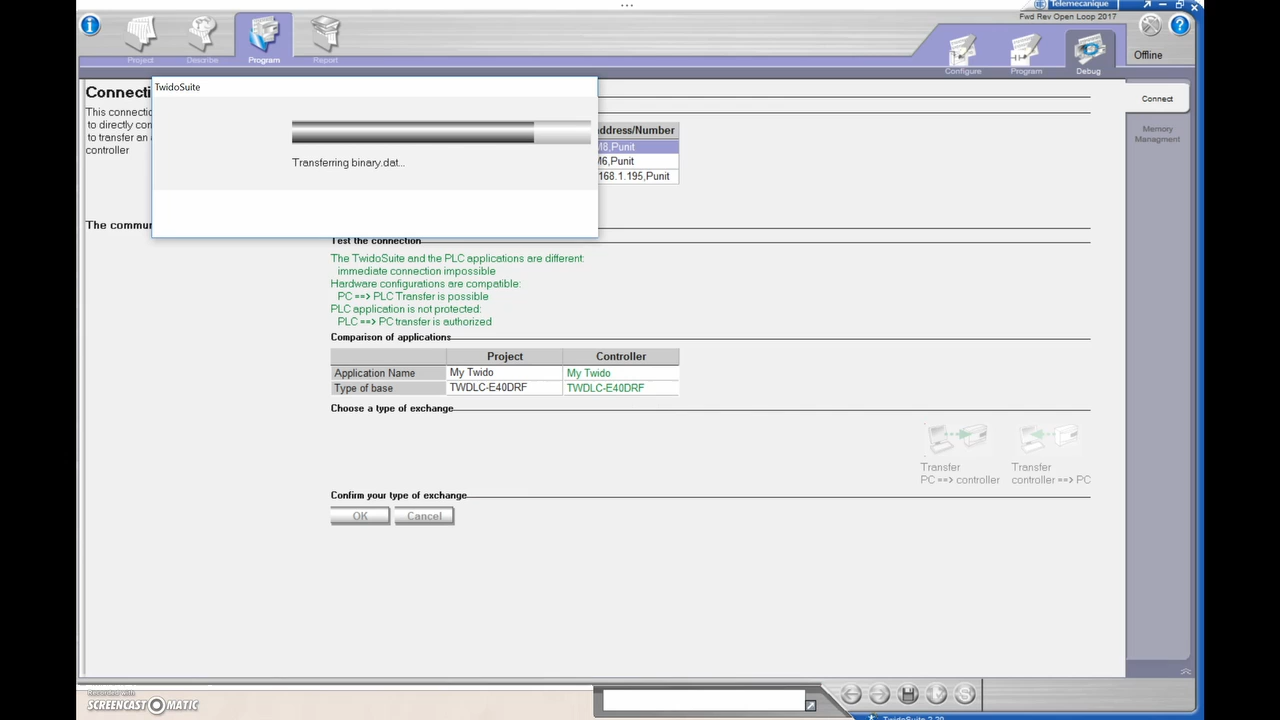 Telemecanique
Fwd Rev Open Loop 2017
Project
Describe
Program
Report
Configure
Program
Debug
Offline
TwidoSuite
Transferring binary.dat...
Connecti
This connectio
to directly con
to transfer an
controller
The commun
address/Number
M8,Punit
M6,Punit
168.1.195,Punit
Connect
Memory
Managment
Test the connection
The TwidoSuite and the PLC applications are different:
immediate connection impossible
Hardware configurations are compatible:
PC ==> PLC Transfer is possible
PLC application is not protected:
PLC ==> PC transfer is authorized
Comparison of applications
Project Controller
Application Name My Twido My Twido
Type of base TWDLC-E40DRF TWDLC-E40DRF
Choose a type of exchange
Transfer
PC ==> controller
Transfer
controller ==> PC
Confirm your type of exchange
OK Cancel
Recorded with
SCREENCAST-O-MATIC
TwidoSuite 2.20